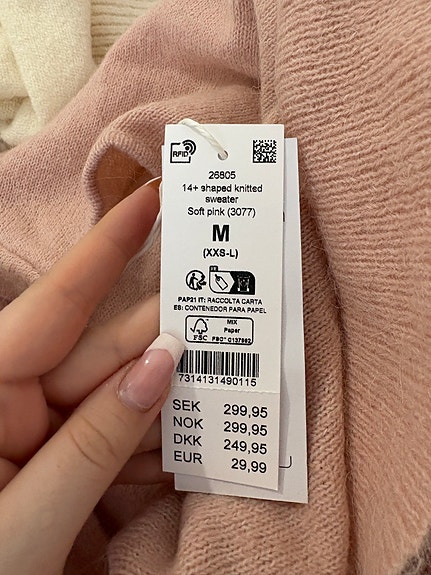 RFID
26805
14+ shaped knitted
sweater
Soft pink (3077)
M
(XXS-L)
PAP21 IT: RACCOLTA CARTA
ES: CONTENEDOR PARA PAPEL
FSC
MIX
Paper
FSC® C137982
7314131490115
SEK 299,95
NOK 299,95
DKK 249,95
EUR 29,99